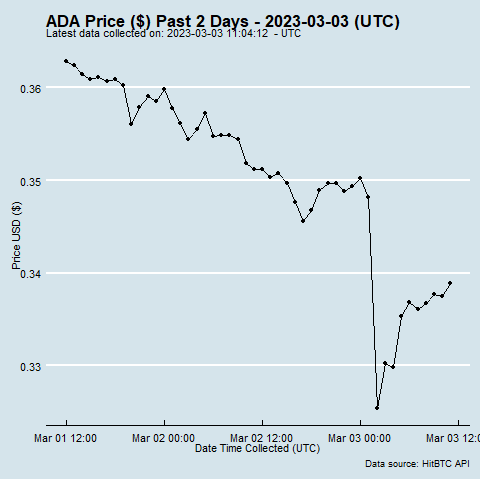 ADA Price ($) Past 2 Days - 2023-03-03 (UTC)
Latest data collected on: 2023-03-03 11:04:12 - UTC
0.36
0.35
0.34
0.33
Price USD ($)
Mar 01 12:00 Mar 02 00:00 Mar 02 12:00 Mar 03 00:00 Mar 03 12:00
Date Time Collected (UTC)
Data source: HitBTC API